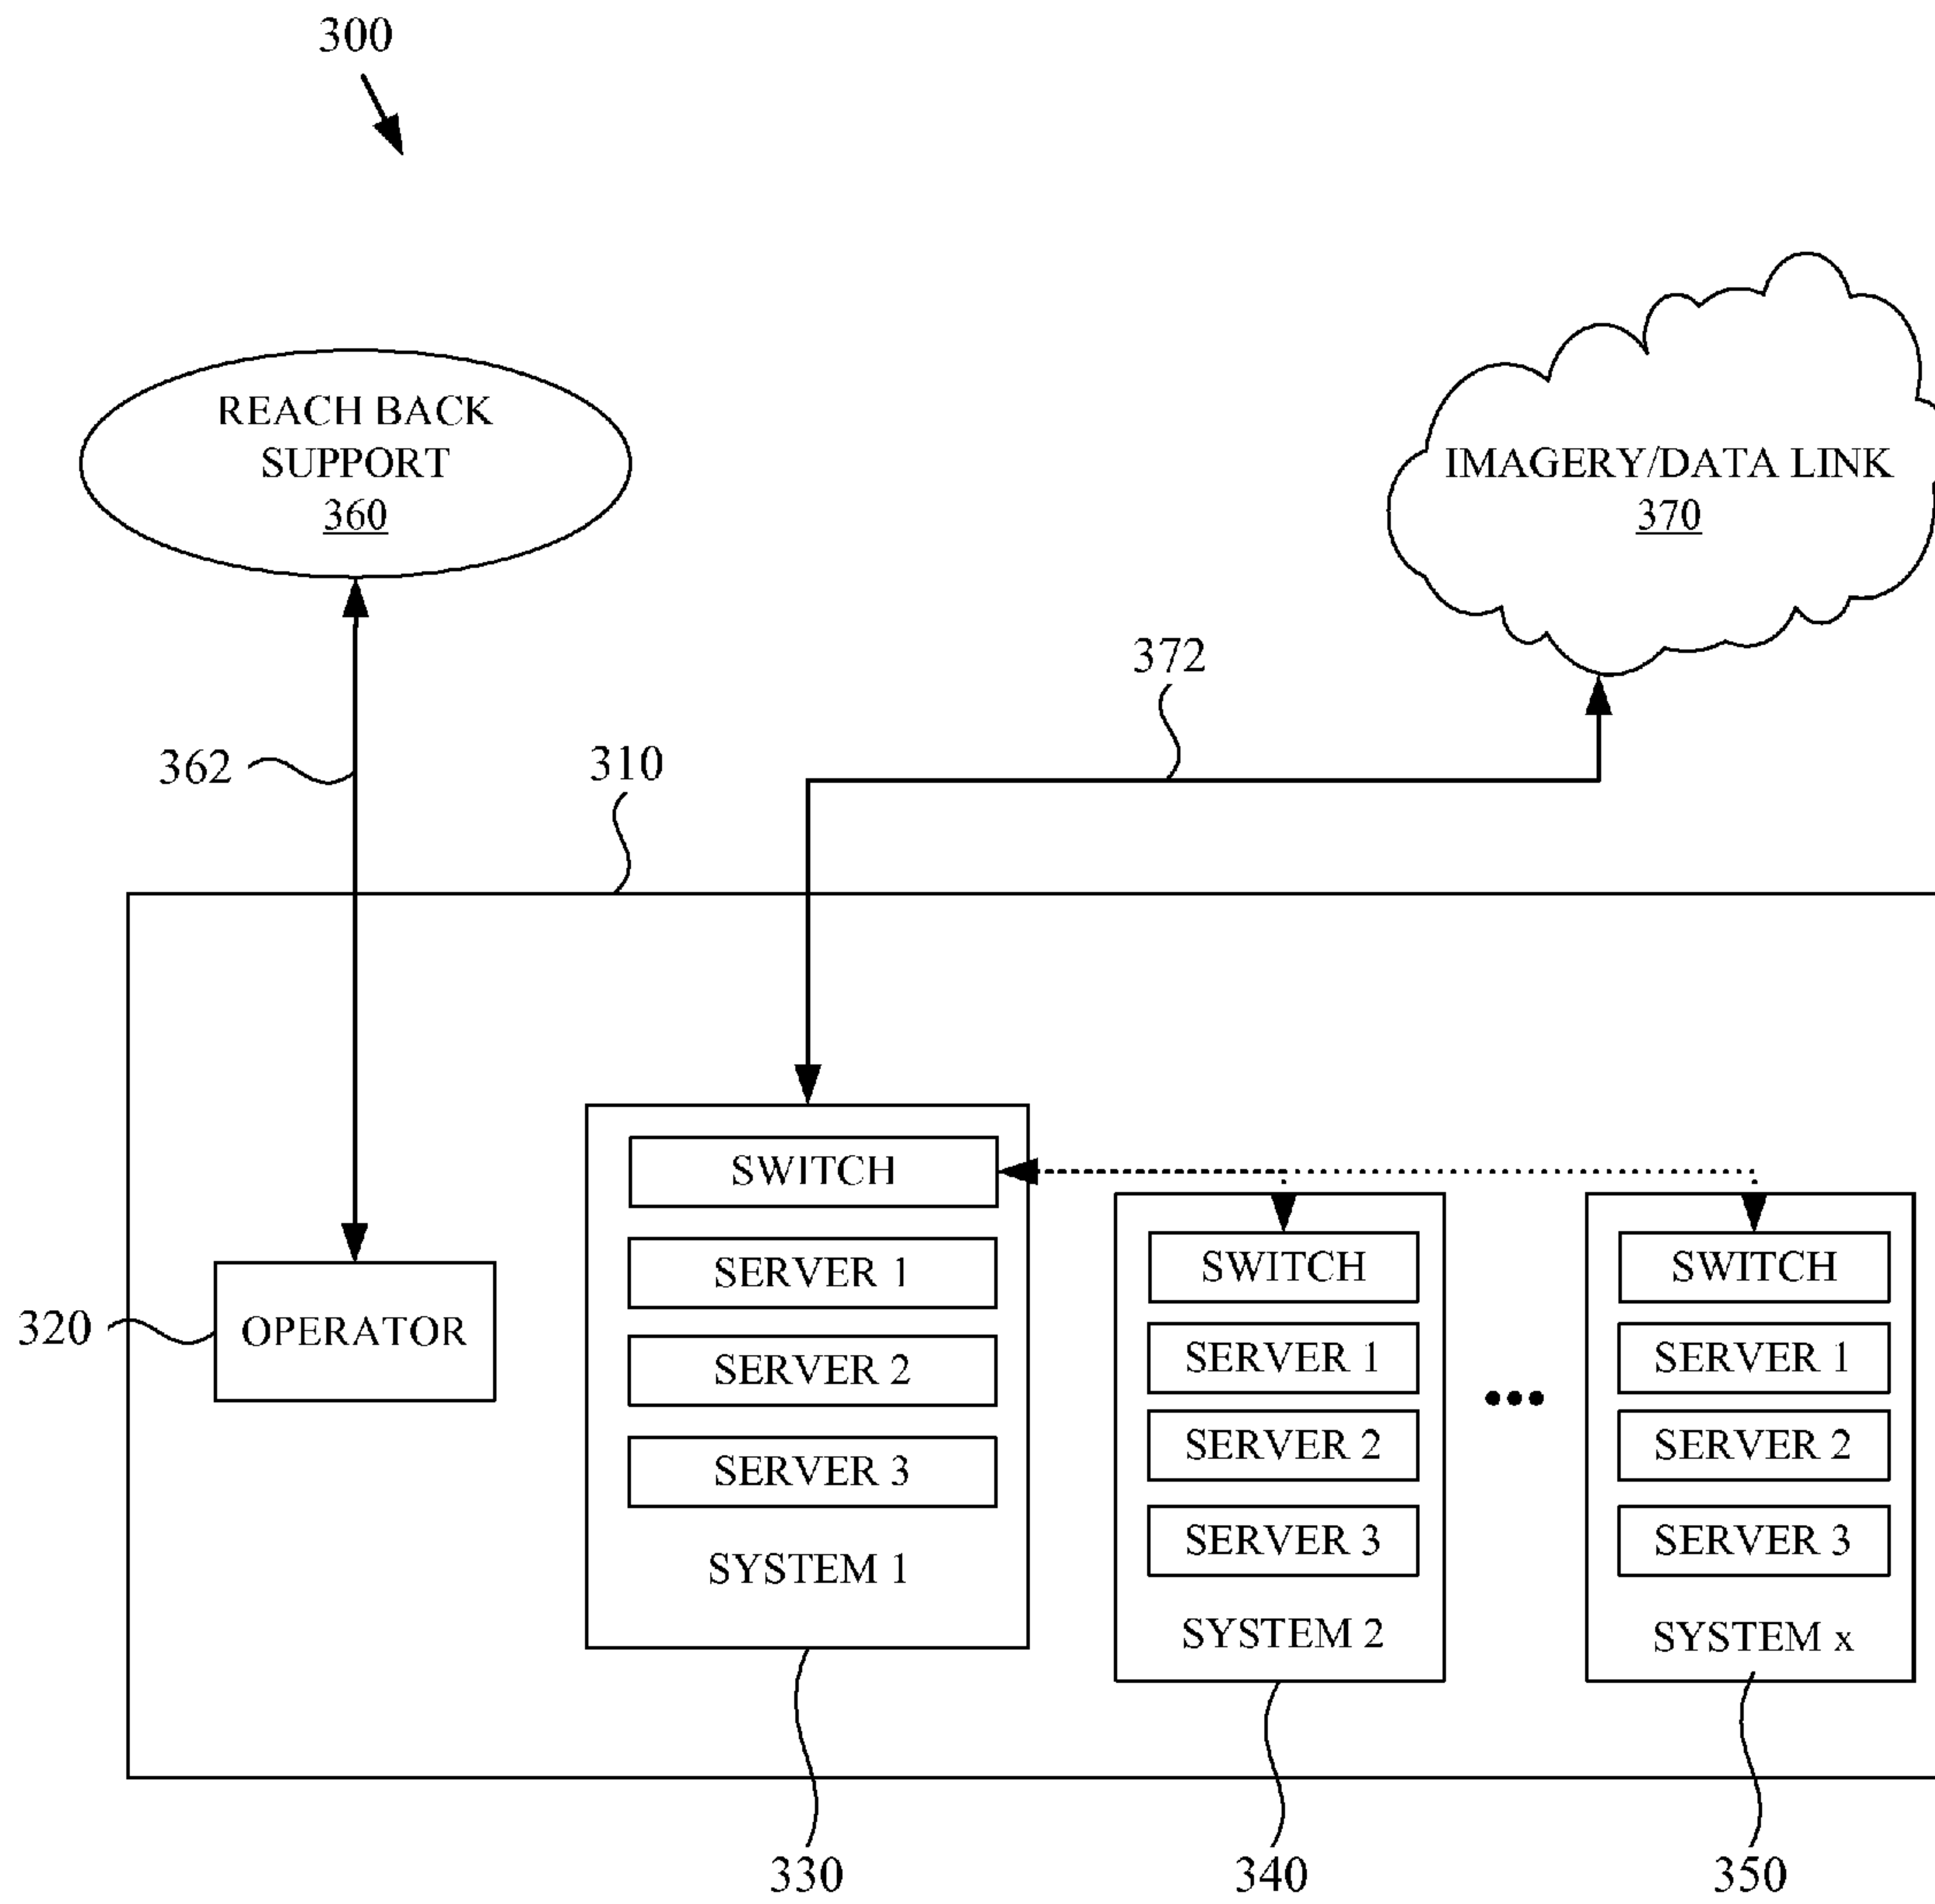 300
REACH BACK
SUPPORT
360
IMAGERY/DATA LINK
370
372
362
310
SWITCH
SERVER 1
SERVER 2
SERVER 3
SYSTEM 1
SWITCH
SERVER 1
SERVER 2
SERVER 3
SYSTEM 2
SWITCH
SERVER 1
SERVER 2
SERVER 3
SYSTEM x
320
OPERATOR
330
340
350